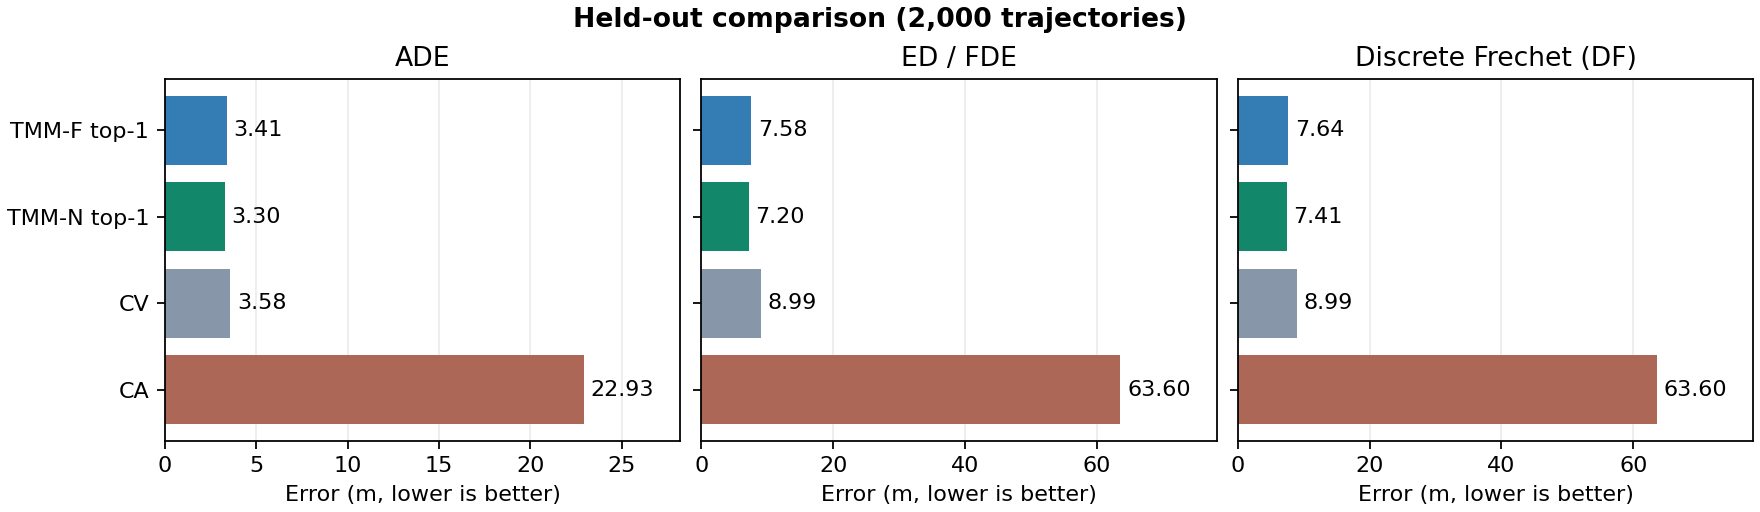 Held-out comparison (2,000 trajectories)
ADE
TMM-F top-1
3.41
TMM-N top-1
3.30
CV
3.58
CA
22.93
0 5 10 15 20 25
Error (m, lower is better)
ED / FDE
7.58
7.20
8.99
63.60
0 20 40 60
Error (m, lower is better)
Discrete Frechet (DF)
7.64
7.41
8.99
63.60
0 20 40 60
Error (m, lower is better)